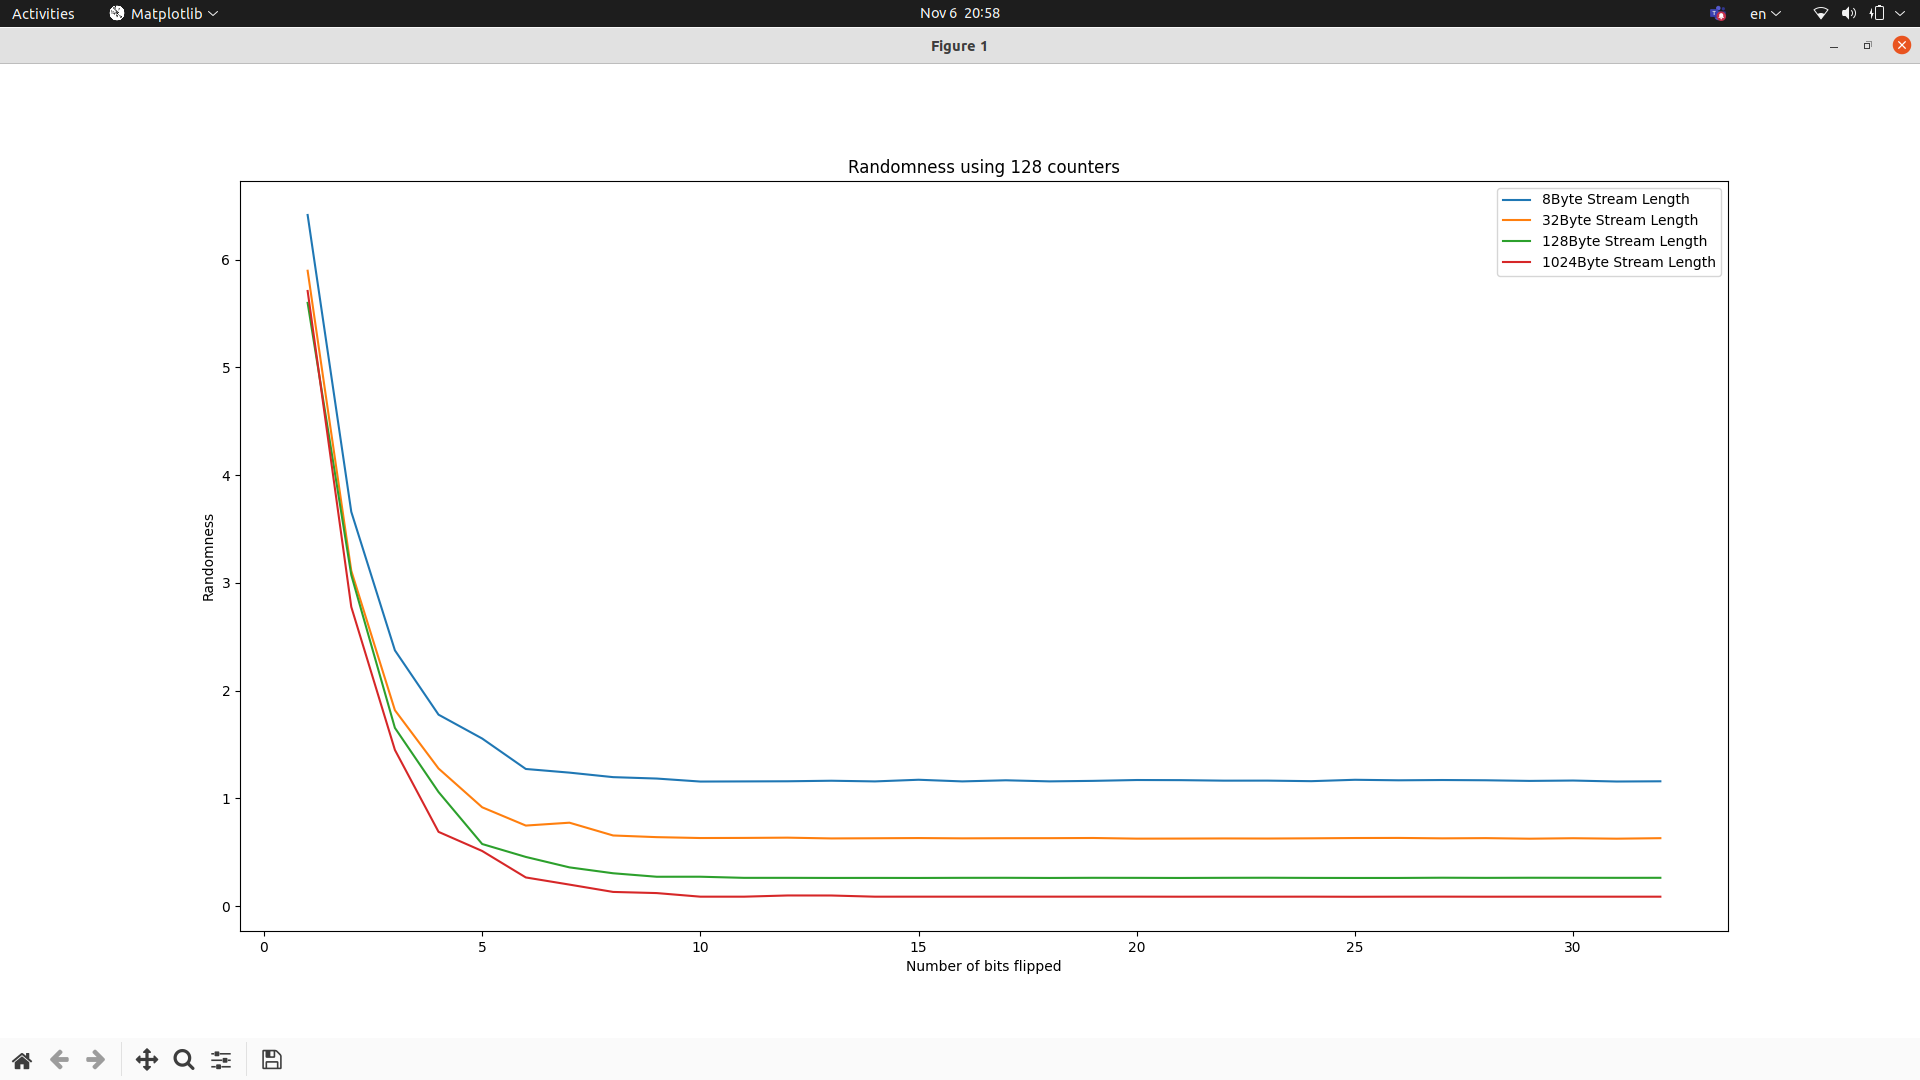 Activities
Matplotlib
Nov 6 20:58
en
Figure 1
Randomness using 128 counters
8Byte Stream Length
32Byte Stream Length
128Byte Stream Length
1024Byte Stream Length
Randomness
6
5
4
3
2
1
0
0 5 10 15 20 25 30
Number of bits flipped